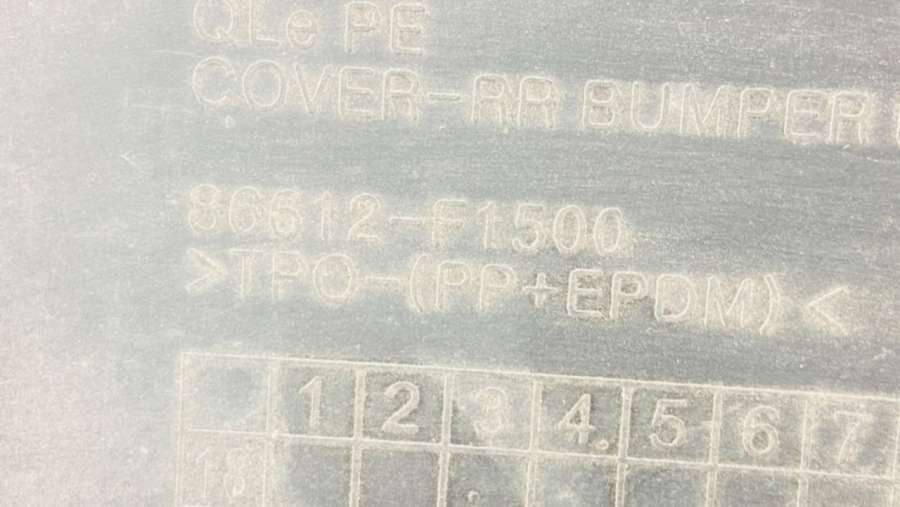 QLe PE
COVER-RR BUMPER
86612-F1500
>TPO-(PP+EPDM)<
1 2 3 4 5 6 7